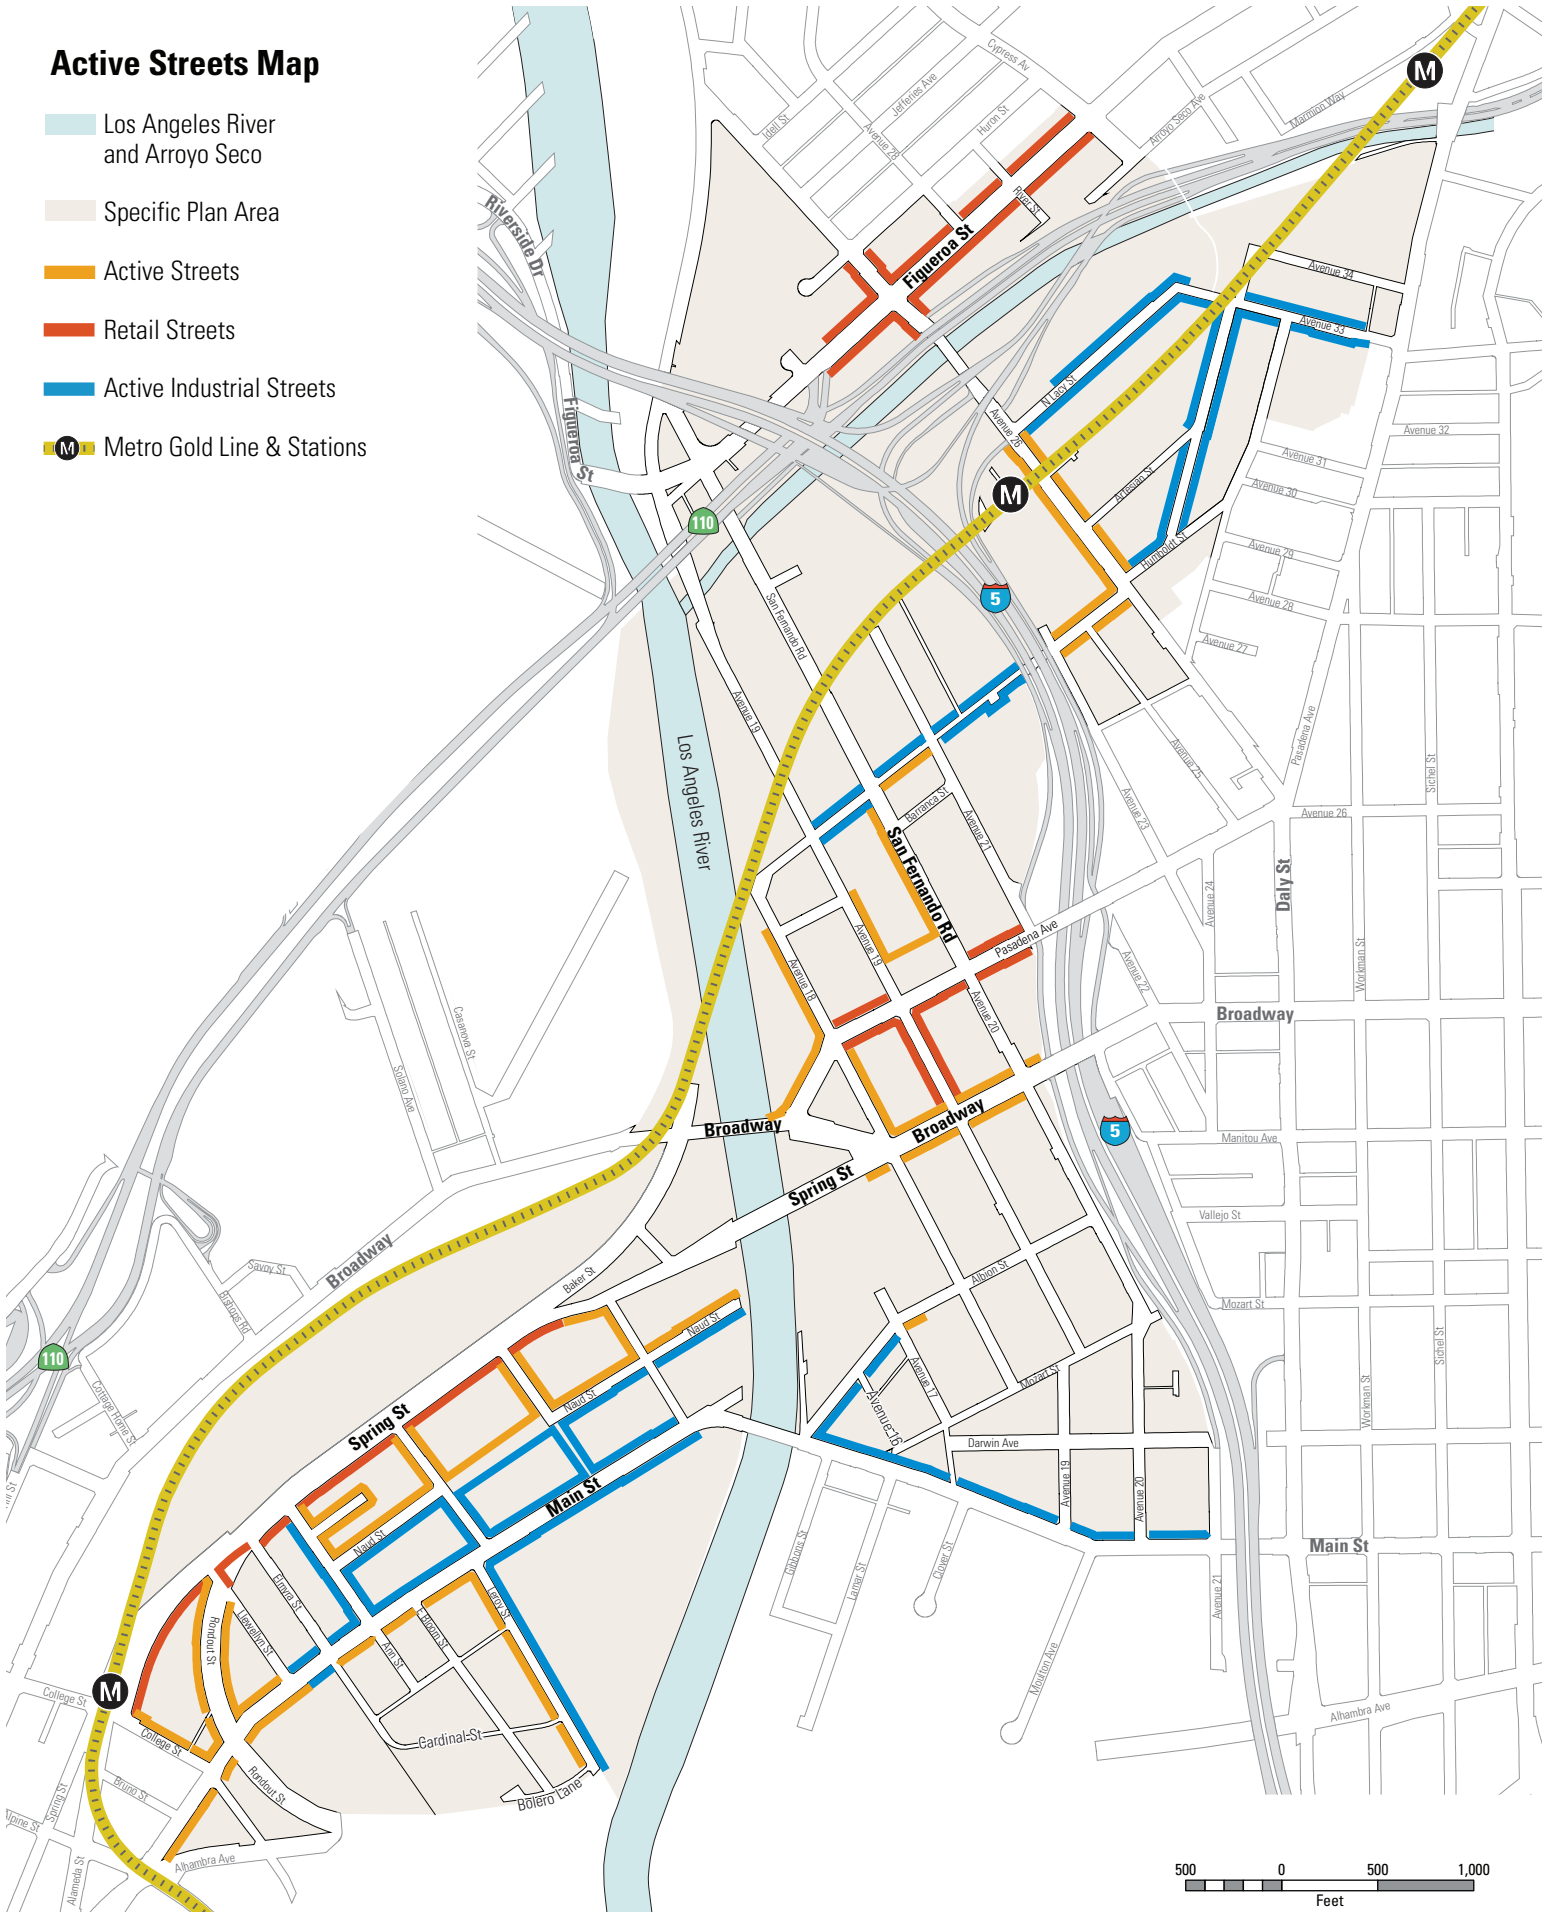 Active Streets Map
Los Angeles River
and Arroyo Seco
Specific Plan Area
Active Streets
Retail Streets
Active Industrial Streets
M
Metro Gold Line & Stations
Cypress Av
Jefferies Ave
Huron St
Idell St
Avenue 28
Arroyo Seco Ave
Marmion Way
M
River St
Figueroa St
Riverside Dr
Avenue 34
Avenue 33
N Lacy St
Avenue 26
Figueroa St
Avenue 32
Avenue 31
Artesian St
Avenue 30
M
110
Humboldt St
Avenue 29
5
Avenue 28
San Fernando Rd
Avenue 27
Avenue 19
Los Angeles River
Pasadena Ave
Avenue 25
Sichel St
Barranca St
Avenue 21
Avenue 23
Avenue 26
San Fernando Rd
Daly St
Avenue 24
Avenue 19
Pasadena Ave
Avenue 18
Avenue 22
Workman St
Avenue 20
Broadway
Casanova St
Solano Ave
Broadway
Broadway
5
Manitou Ave
Spring St
Vallejo St
Broadway
Savoy St
Bishops Rd
Baker St
Albion St
Mozart St
Naud St
110
Sichel St
Cottage Home St
Avenue 17
Mozart St
Workman St
Naud St
Avenue 16
Spring St
Darwin Ave
Avenue 19
Avenue 20
Main St
Naud St
Main St
Gibbons St
Lamar St
Clover St
Avenue 21
Elmyra St
Llewellyn St
Rondout St
Leroy St
Bloom St
Ann St
Moulton Ave
M
College St
College St
Cardinal St
Alhambra Ave
Bruno St
Rondout St
Bolero Lane
Spring St
Alpine St
Alameda St
Alhambra Ave
500 0 500 1,000
Feet